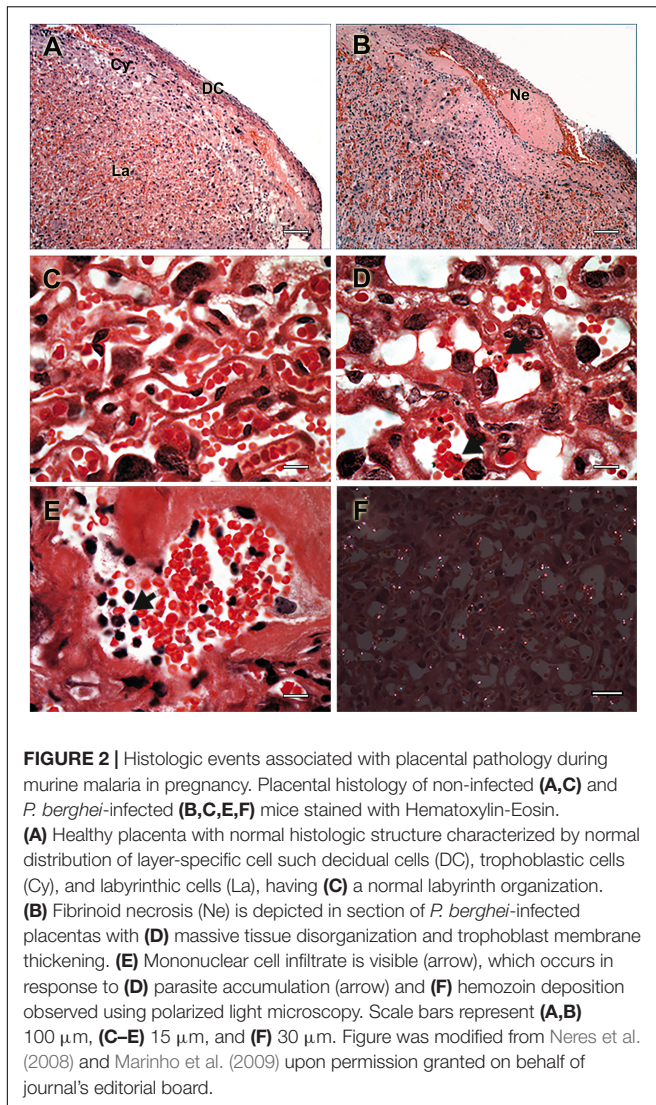 A
Cy
DC
La
B
Ne
C
D
E
F
FIGURE 2 | Histologic events associated with placental pathology during
murine malaria in pregnancy. Placental histology of non-infected (A,C) and
P. berghei-infected (B,C,E,F) mice stained with Hematoxylin-Eosin.
(A) Healthy placenta with normal histologic structure characterized by normal
distribution of layer-specific cell such decidual cells (DC), trophoblastic cells
(Cy), and labyrinthic cells (La), having (C) a normal labyrinth organization.
(B) Fibrinoid necrosis (Ne) is depicted in section of P. berghei-infected
placentas with (D) massive tissue disorganization and trophoblast membrane
thickening. (E) Mononuclear cell infiltrate is visible (arrow), which occurs in
response to (D) parasite accumulation (arrow) and (F) hemozoin deposition
observed using polarized light microscopy. Scale bars represent (A,B)
100 μm, (C–E) 15 μm, and (F) 30 μm. Figure was modified from Neres et al.
(2008) and Marinho et al. (2009) upon permission granted on behalf of
journal's editorial board.